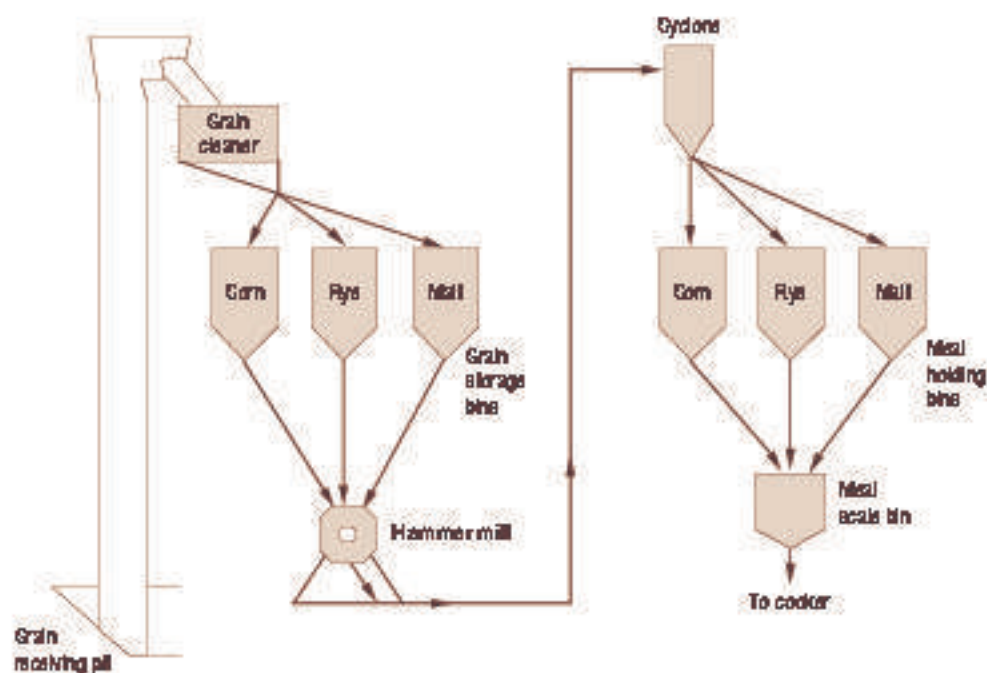 Cyclone
Grain
cleaner
Corn
Rye
Malt
Corn
Rye
Malt
Grain
storage
bins
Meal
holding
bins
Hammer mill
Meal
scale bin
To cooker
Grain
receiving pit